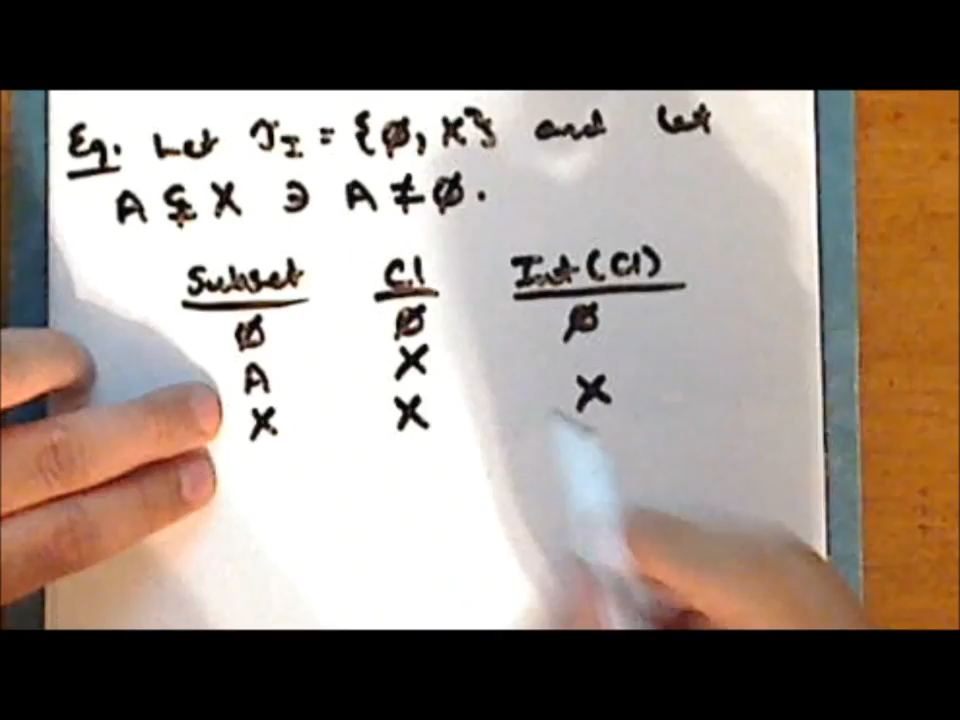 Eg. Let 𝒯_I = {∅, X} and let
A ⊊ X ∋ A ≠ ∅.
Subset Cl Int(Cl)
∅ ∅ ∅
A X X
X X